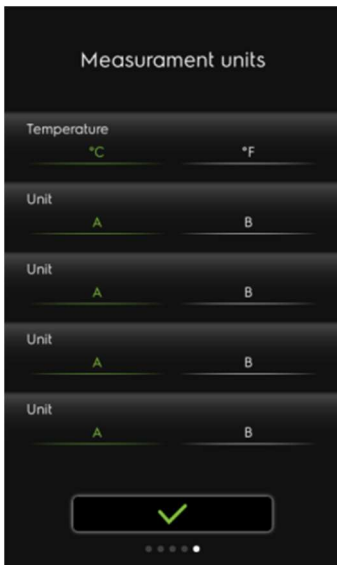 Measurament units
Temperature
°C °F
Unit
A B
Unit
A B
Unit
A B
Unit
A B